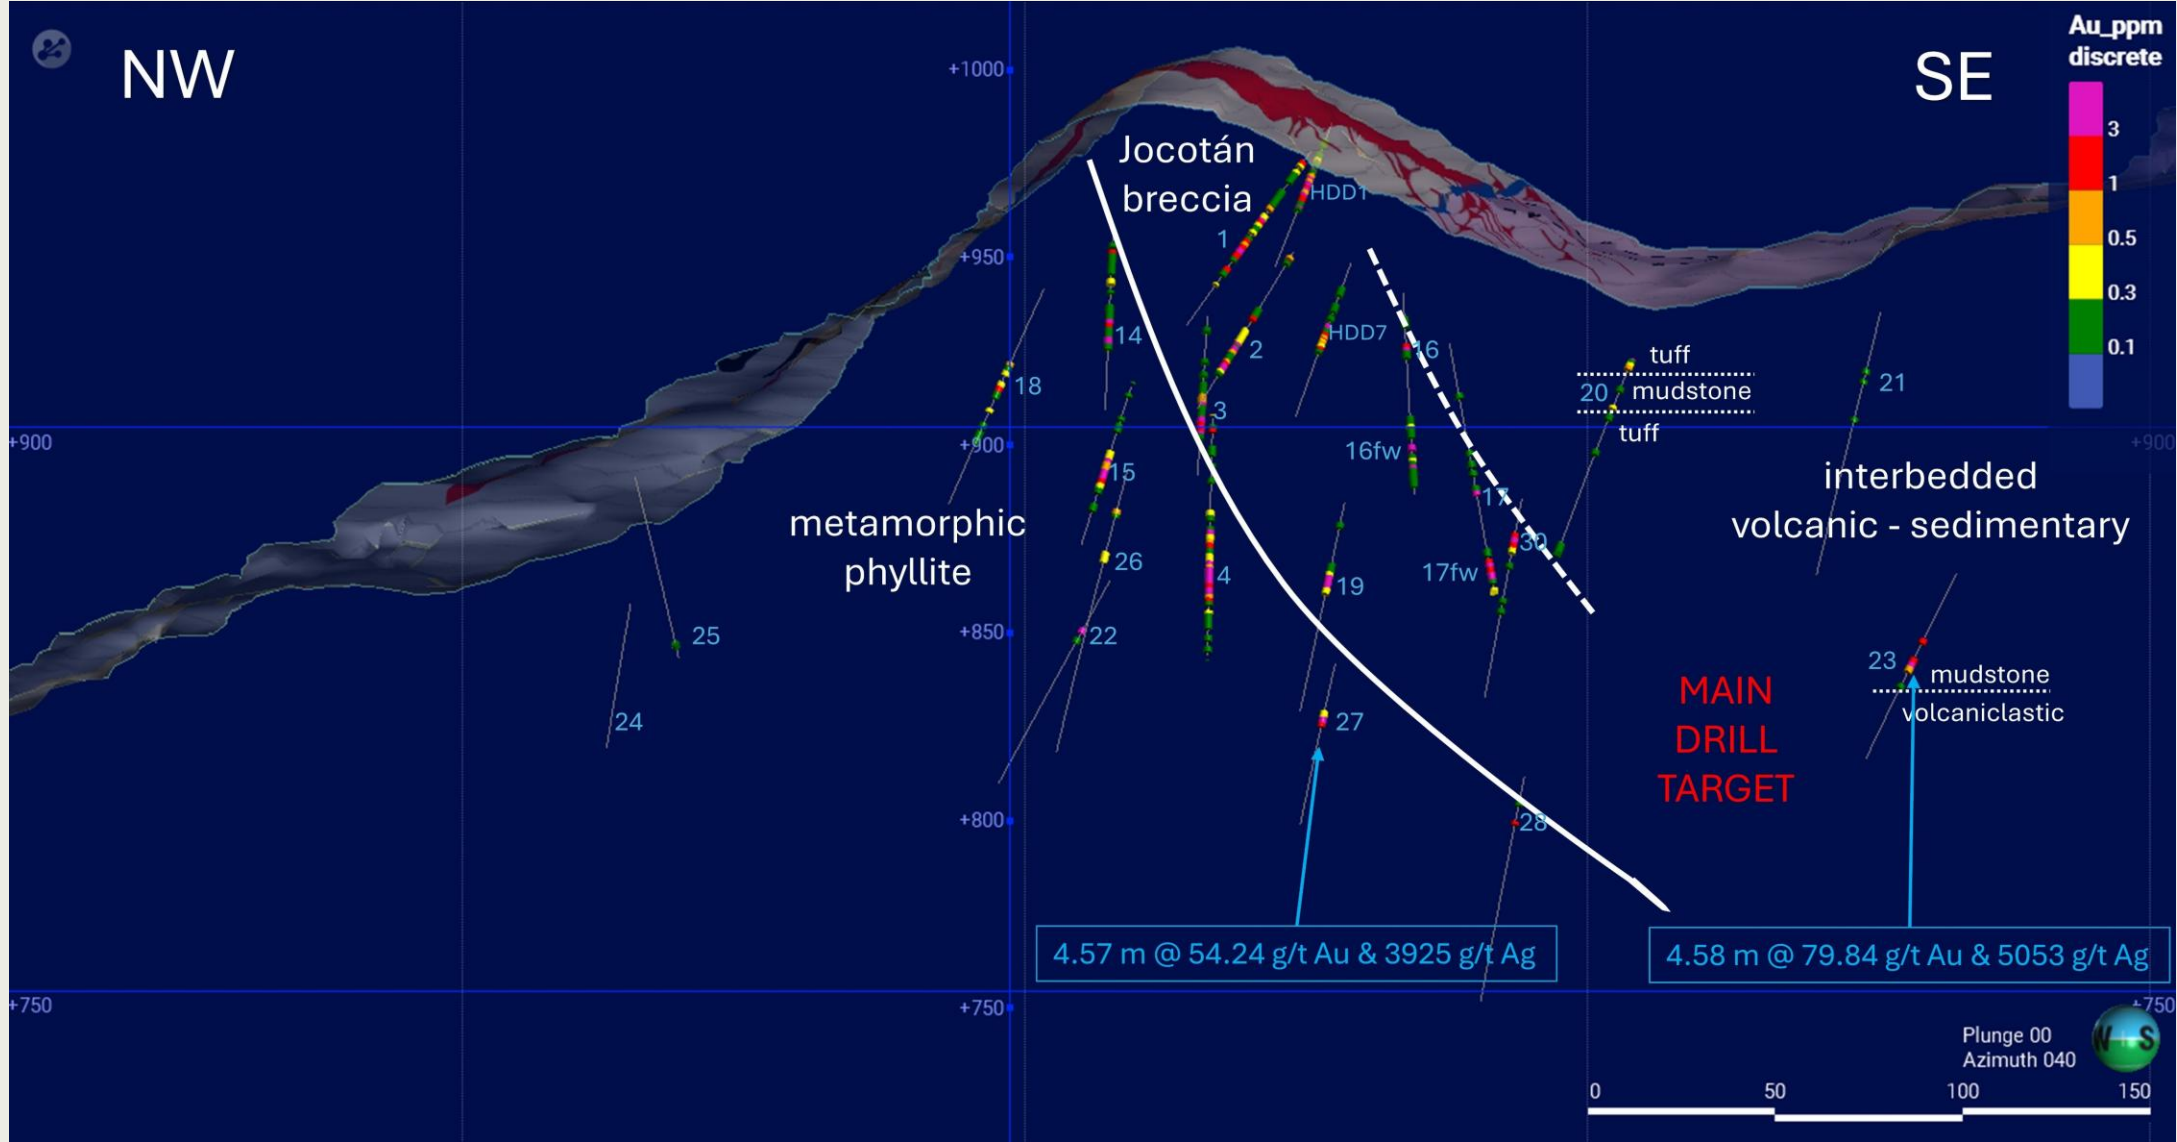 NW
SE
Au_ppm
discrete
3
1
0.5
0.3
0.1
+1000
+950
+900
+850
+800
+750
+900
+750
+900
+750
Jocotán
breccia
1
HDD1
14
2
HDD7
16
18
3
15
16fw
26
4
17
30
19
17fw
22
25
24
27
28
20
21
23
tuff
mudstone
tuff
metamorphic
phyllite
interbedded
volcanic - sedimentary
MAIN
DRILL
TARGET
mudstone
volcaniclastic
4.57 m @ 54.24 g/t Au & 3925 g/t Ag
4.58 m @ 79.84 g/t Au & 5053 g/t Ag
Plunge 00
Azimuth 040
W S
0 50 100 150